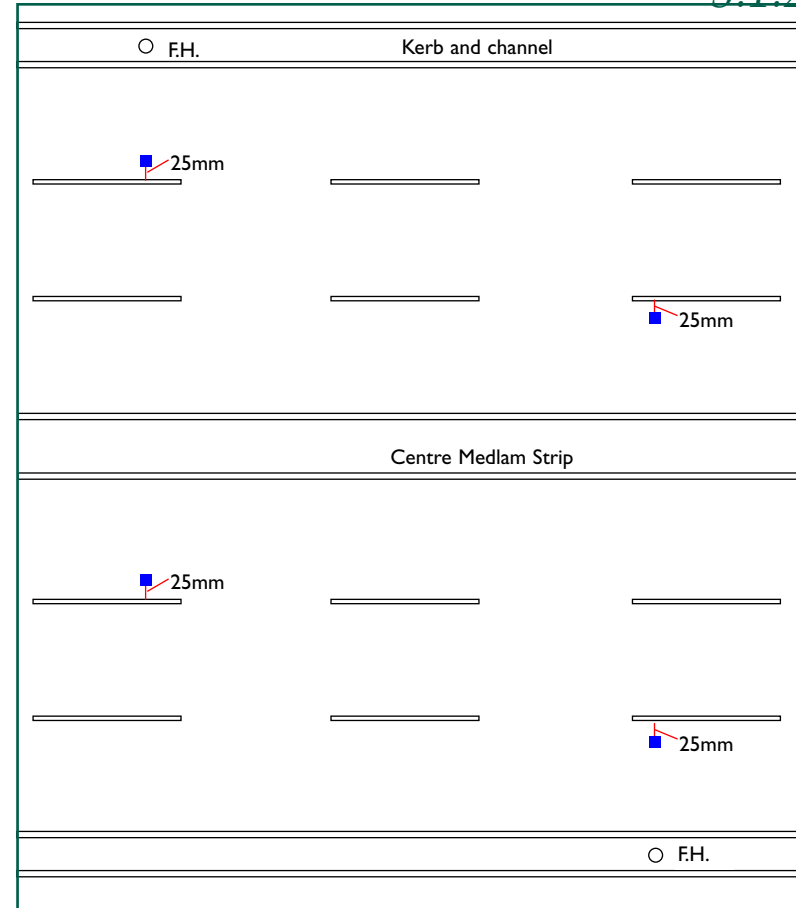 F.H.
Kerb and channel
25mm
25mm
Centre Medlam Strip
25mm
25mm
F.H.